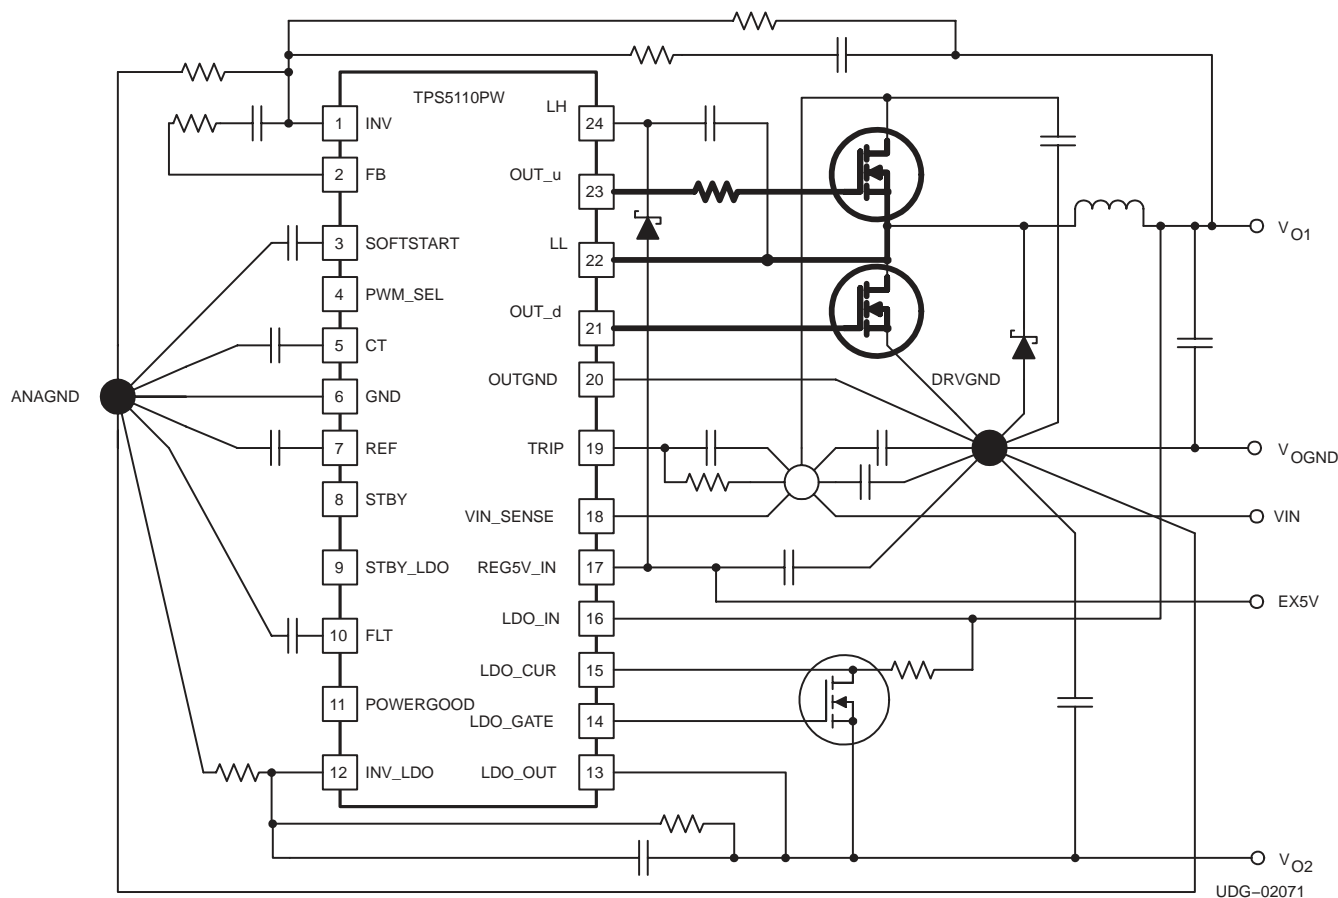 TPS5110PW
LH
1
INV
24
2
FB
OUT_u
23
3
SOFTSTART
LL
22
4
PWM_SEL
OUT_d
21
5
CT
OUTGND
20
DRVGND
ANAGND
6
GND
7
REF
TRIP
19
8
STBY
VIN_SENSE
18
9
STBY_LDO
REG5V_IN
17
LDO_IN
16
10
FLT
LDO_CUR
15
11
POWERGOOD
LDO_GATE
14
12
INV_LDO
LDO_OUT
13
VO1
VOGND
VIN
EX5V
VO2
UDG–02071